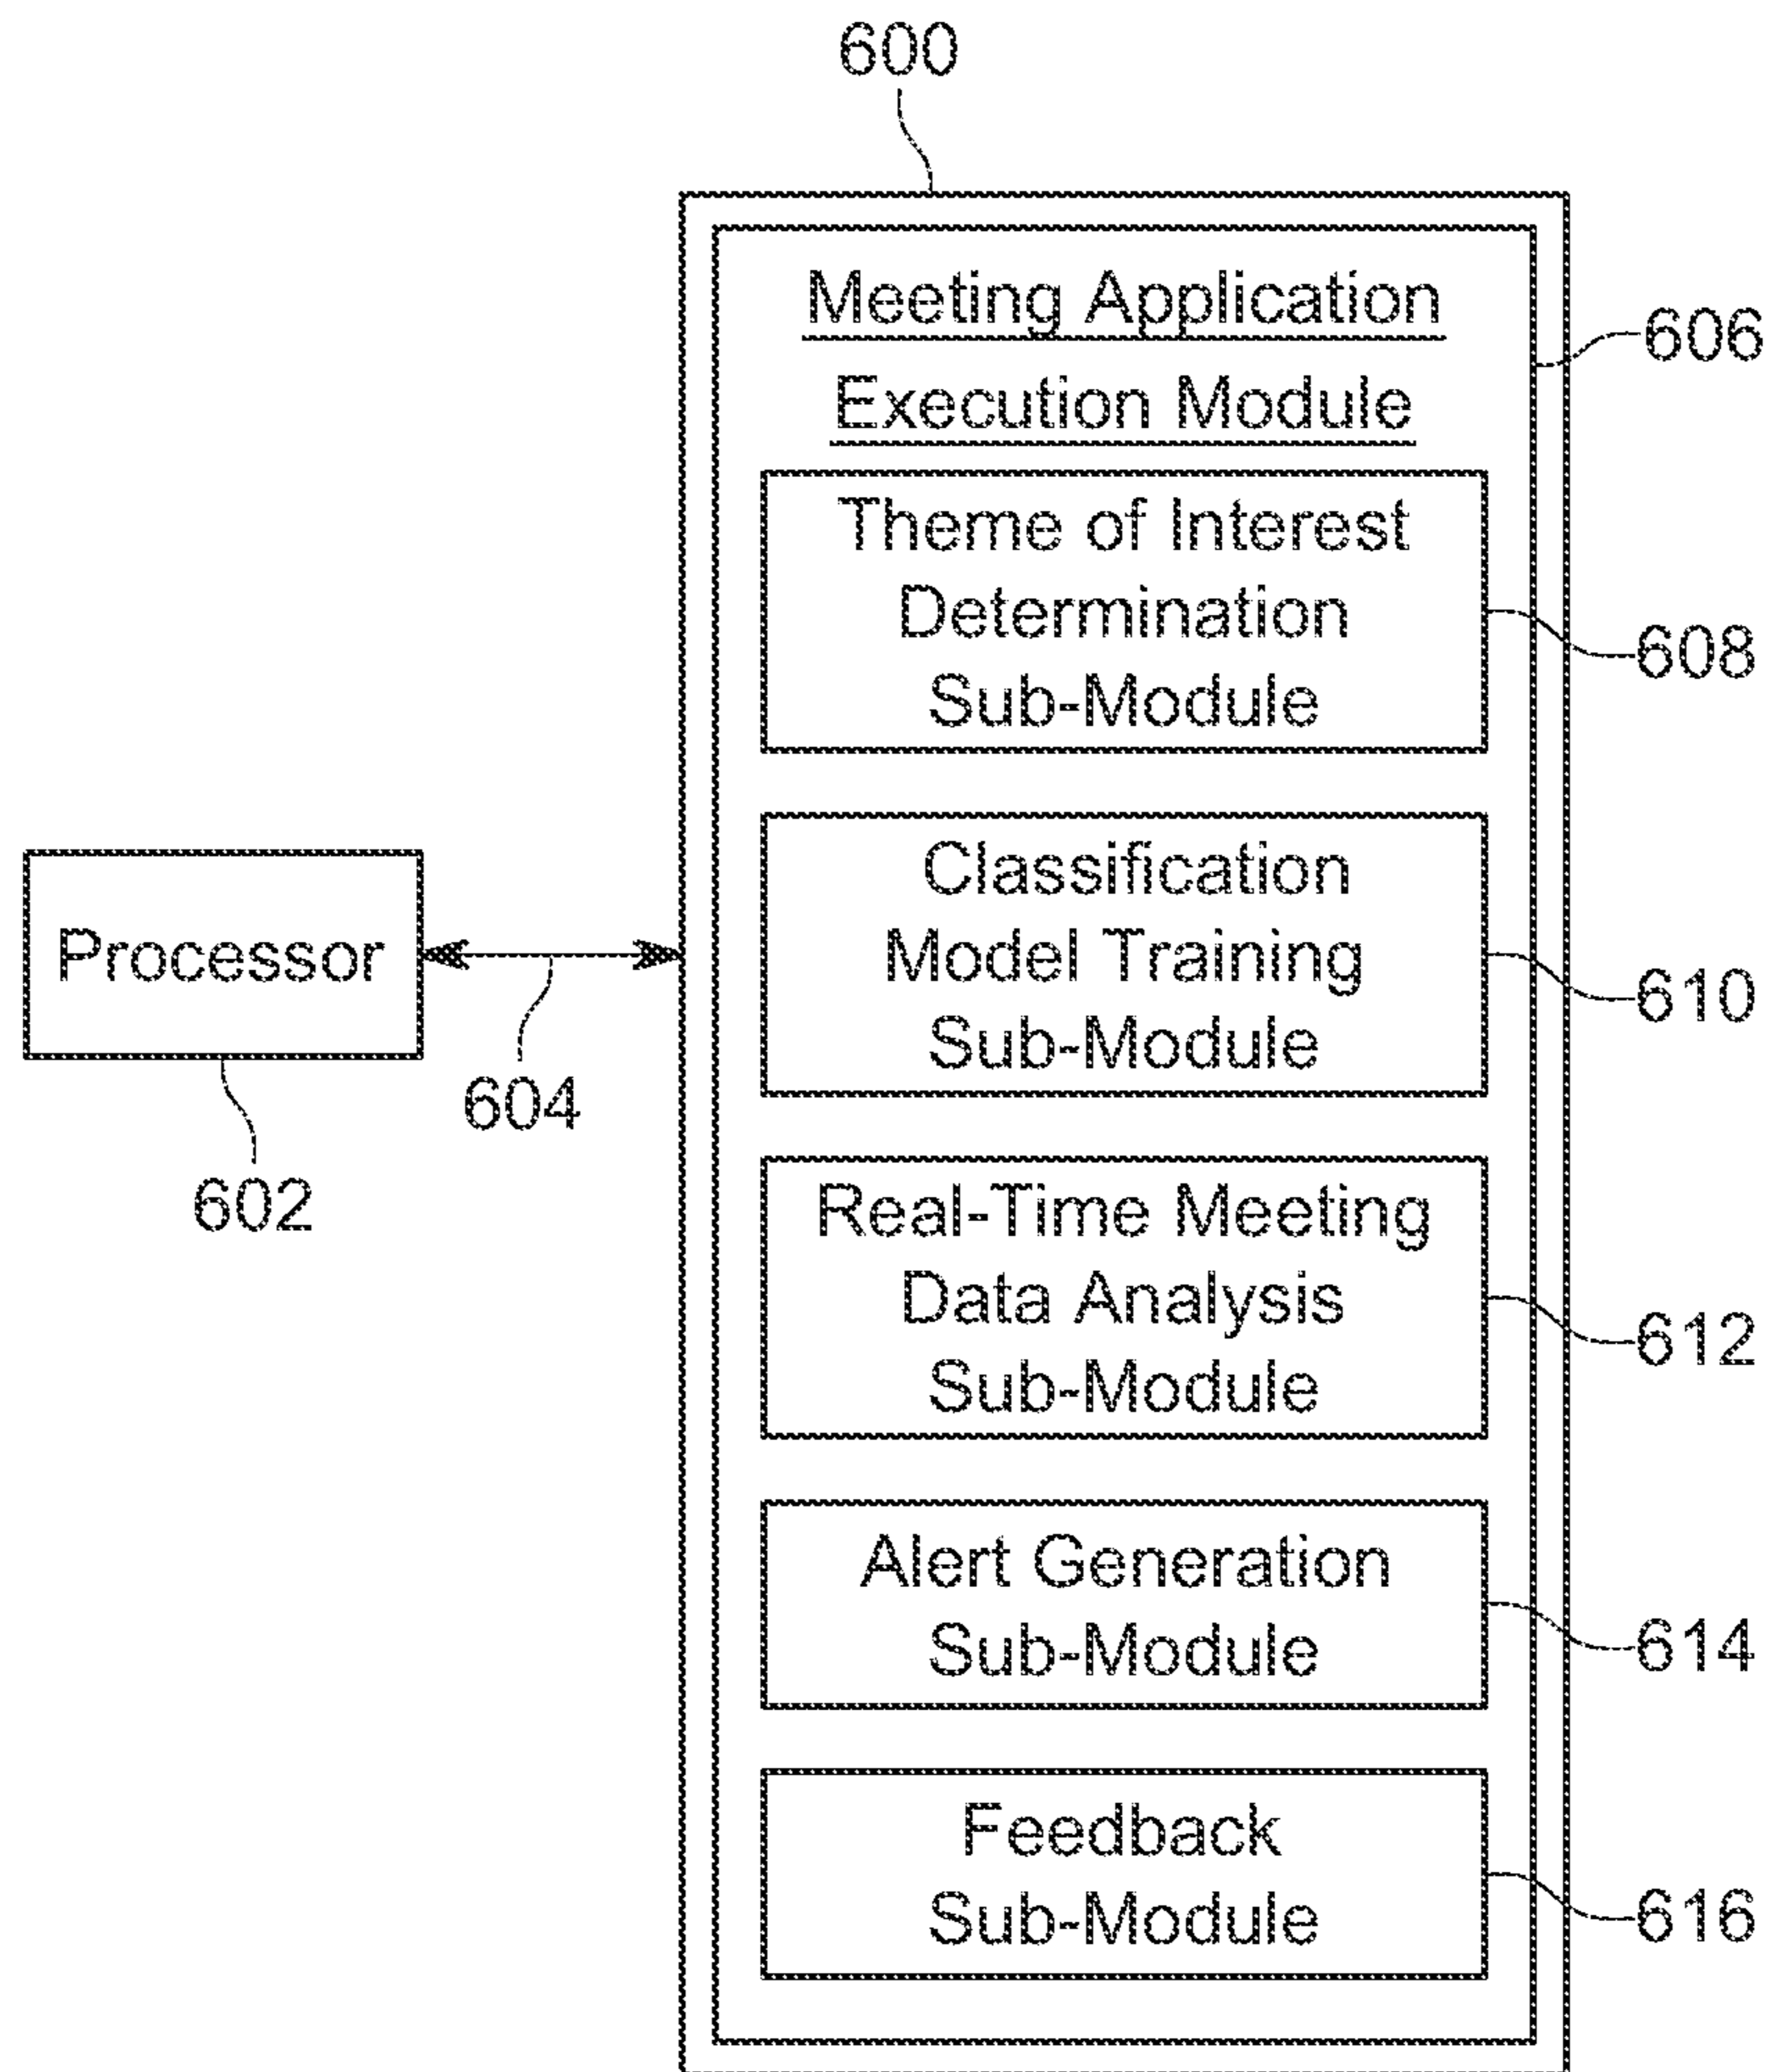 600
Meeting Application
Execution Module
606
Theme of Interest
Determination
Sub-Module
608
Classification
Model Training
Sub-Module
610
Processor
604
602
Real-Time Meeting
Data Analysis
Sub-Module
612
Alert Generation
Sub-Module
614
Feedback
Sub-Module
616